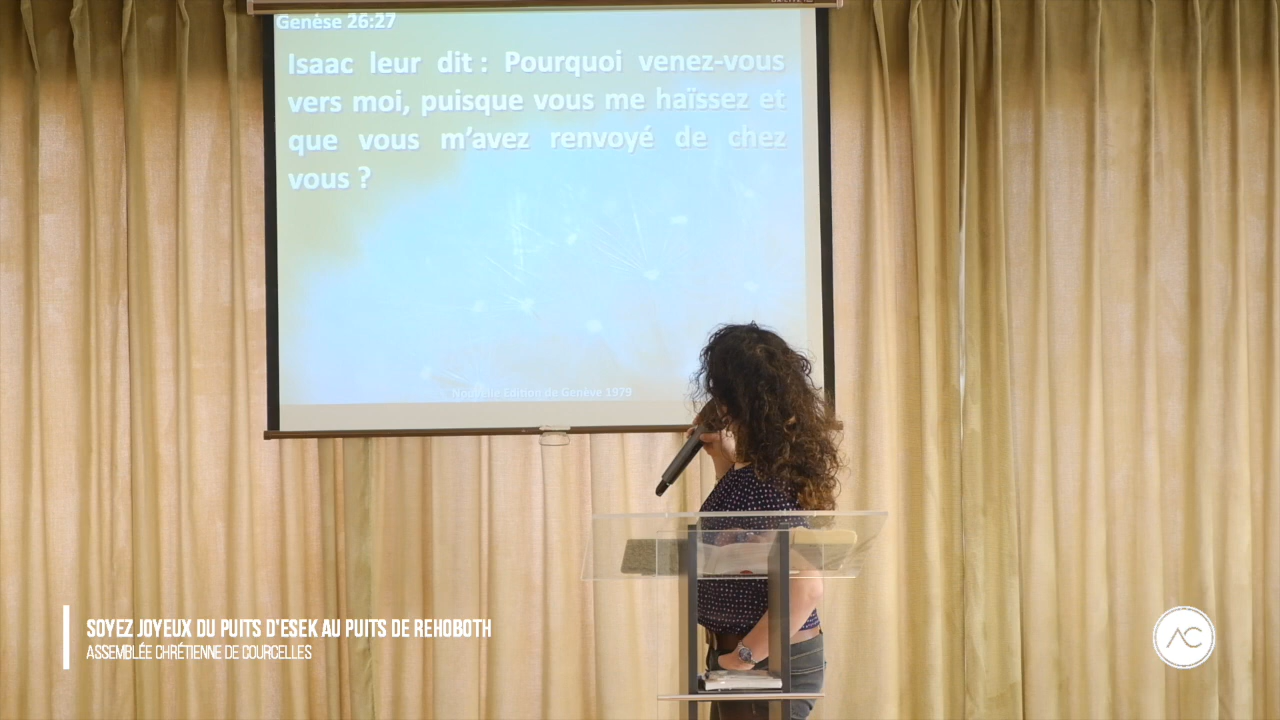 Genèse 26:27
Isaac leur dit : Pourquoi venez-vous
vers moi, puisque vous me haïssez et
que vous m'avez renvoyé de chez
vous ?
Nouvelle Edition de Genève 1979
SOYEZ JOYEUX DU PUITS D'ESEK AU PUITS DE REHOBOTH
ASSEMBLÉE CHRÉTIENNE DE COURCELLES
AC